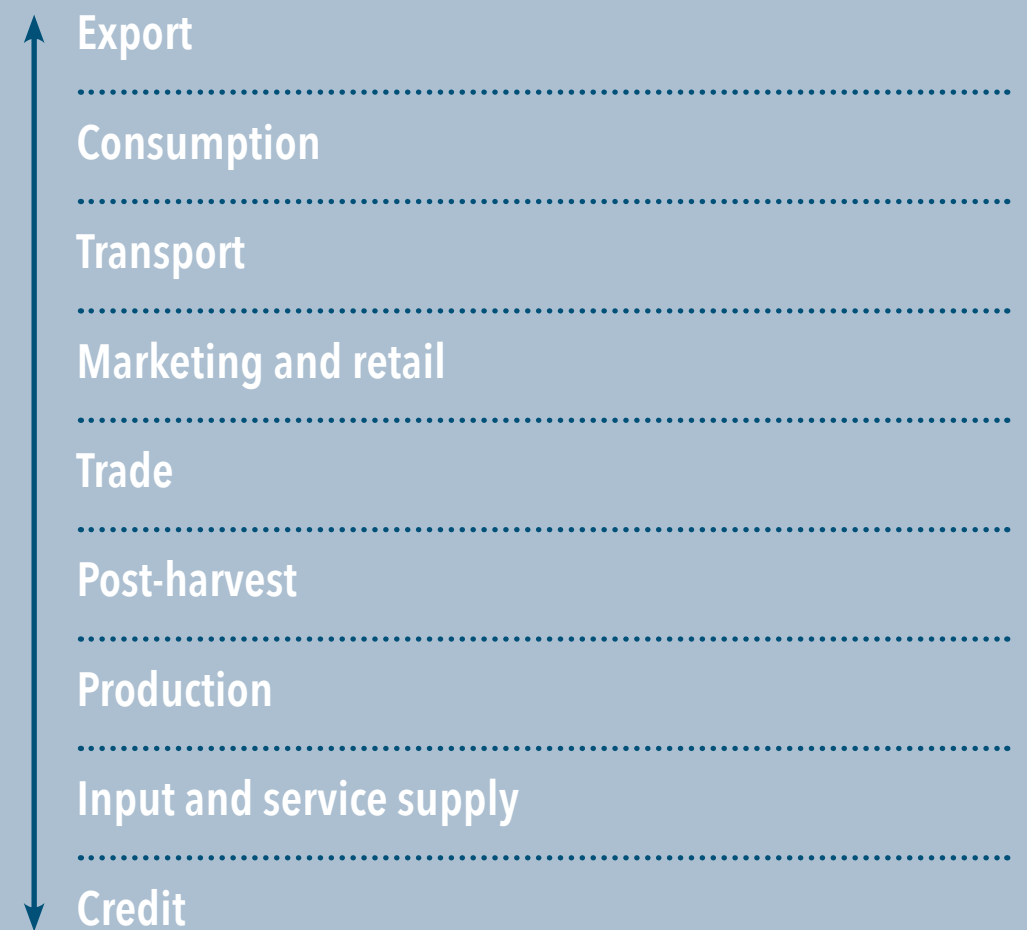 Export
Consumption
Transport
Marketing and retail
Trade
Post-harvest
Production
Input and service supply
Credit